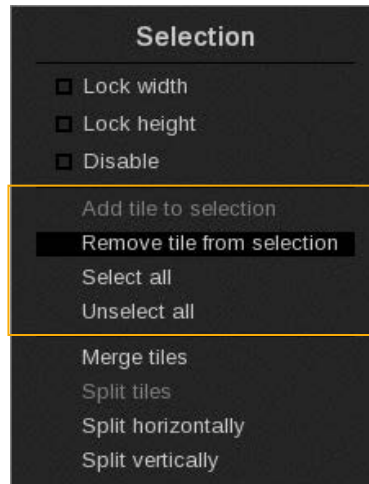 Selection
Lock width
Lock height
Disable
Add tile to selection
Remove tile from selection
Select all
Unselect all
Merge tiles
Split tiles
Split horizontally
Split vertically